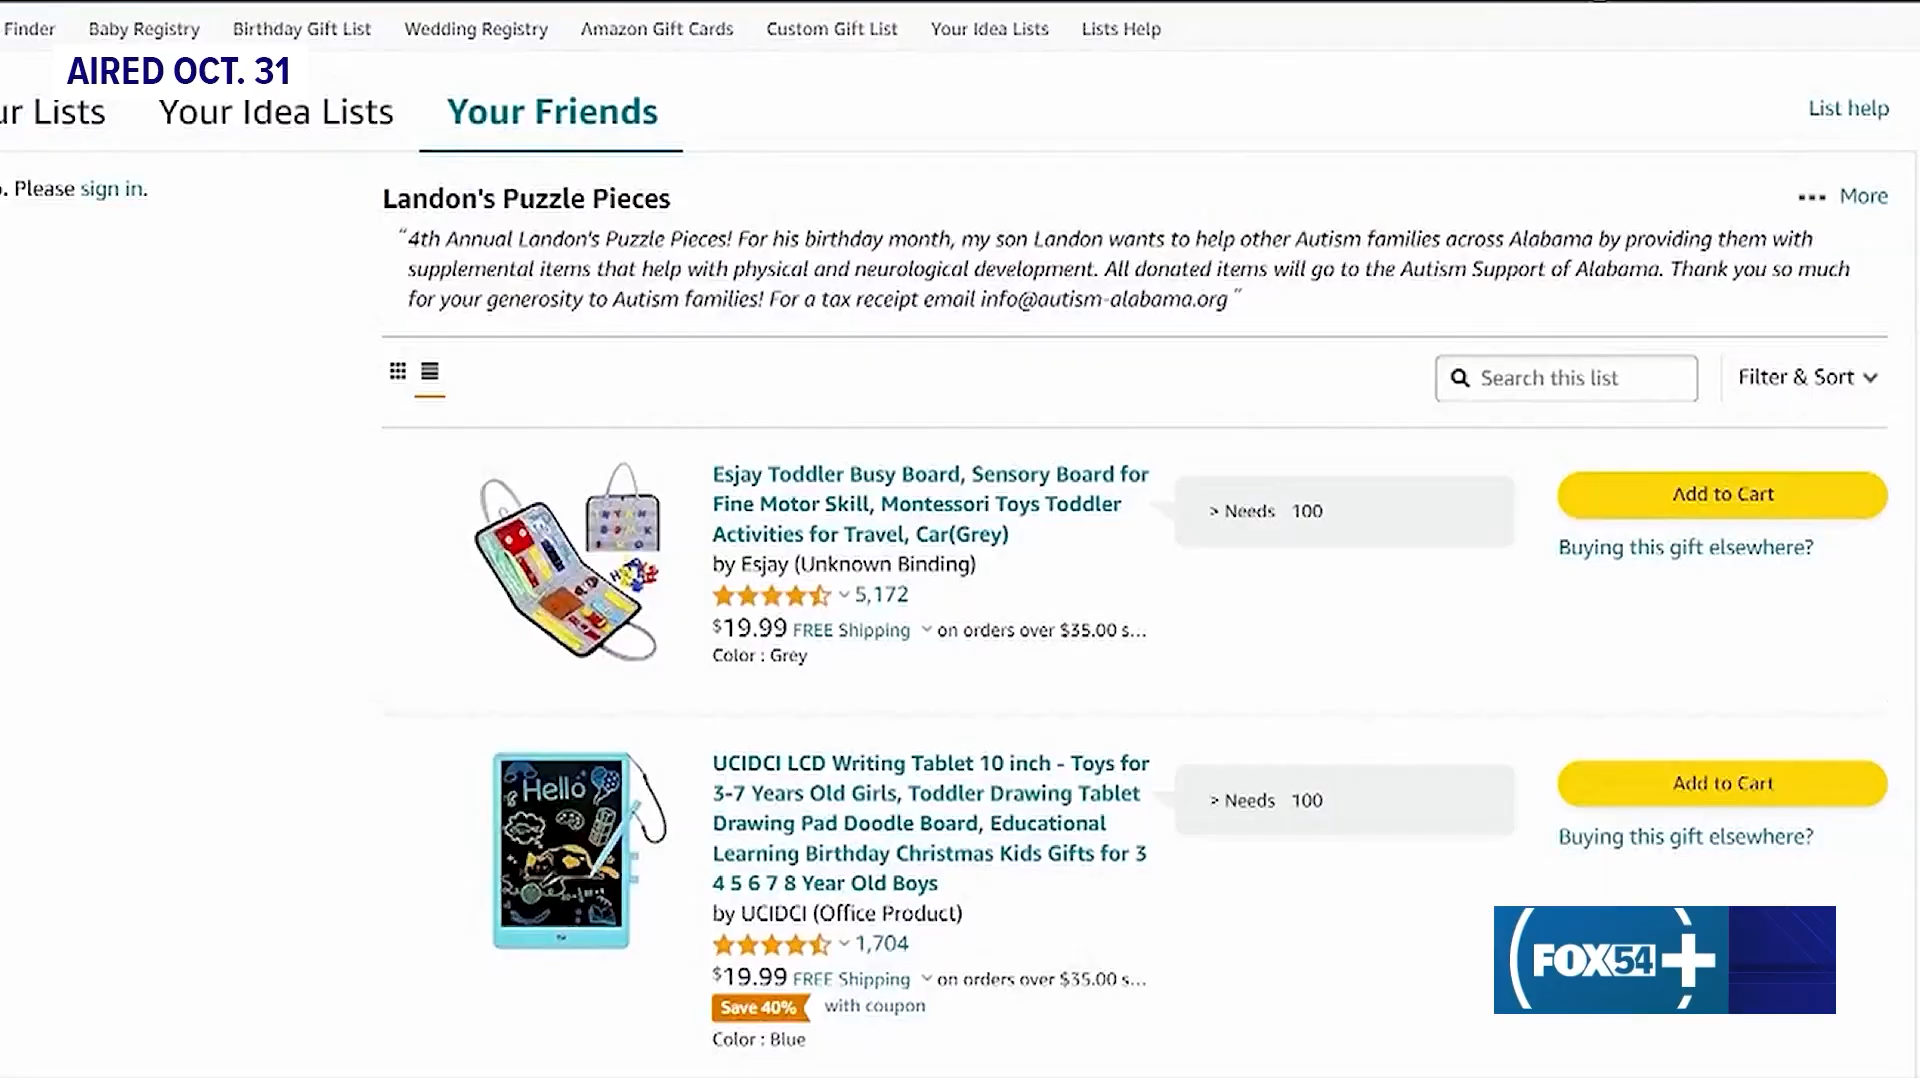 Finder Baby Registry Birthday Gift List Wedding Registry Amazon Gift Cards Custom Gift List Your Idea Lists Lists Help
AIRED OCT. 31
ur Lists Your Idea Lists Your Friends List help
. Please sign in.
Landon's Puzzle Pieces
More
"4th Annual Landon's Puzzle Pieces! For his birthday month, my son Landon wants to help other Autism families across Alabama by providing them with
supplemental items that help with physical and neurological development. All donated items will go to the Autism Support of Alabama. Thank you so much
for your generosity to Autism families! For a tax receipt email info@autism-alabama.org"
Search this list
Filter & Sort
Esjay Toddler Busy Board, Sensory Board for
Fine Motor Skill, Montessori Toys Toddler
Activities for Travel, Car(Grey)
by Esjay (Unknown Binding)
5,172
$19.99 FREE Shipping on orders over $35.00 s...
Color : Grey
> Needs 100
Add to Cart
Buying this gift elsewhere?
Hello
UCIDCI LCD Writing Tablet 10 inch - Toys for
3-7 Years Old Girls, Toddler Drawing Tablet
Drawing Pad Doodle Board, Educational
Learning Birthday Christmas Kids Gifts for 3
4 5 6 7 8 Year Old Boys
by UCIDCI (Office Product)
1,704
$19.99 FREE Shipping on orders over $35.00 s...
Save 40% with coupon
Color : Blue
> Needs 100
Add to Cart
Buying this gift elsewhere?
FOX54+